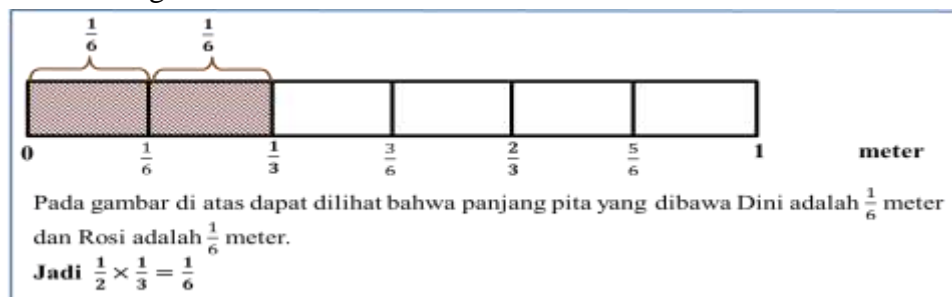 1/6 1/6
0 1/6 1/3 3/6 2/3 5/6 1 meter
Pada gambar di atas dapat dilihat bahwa panjang pita yang dibawa Dini adalah 1/6 meter
dan Rosi adalah 1/6 meter.
Jadi 1/2 × 1/3 = 1/6